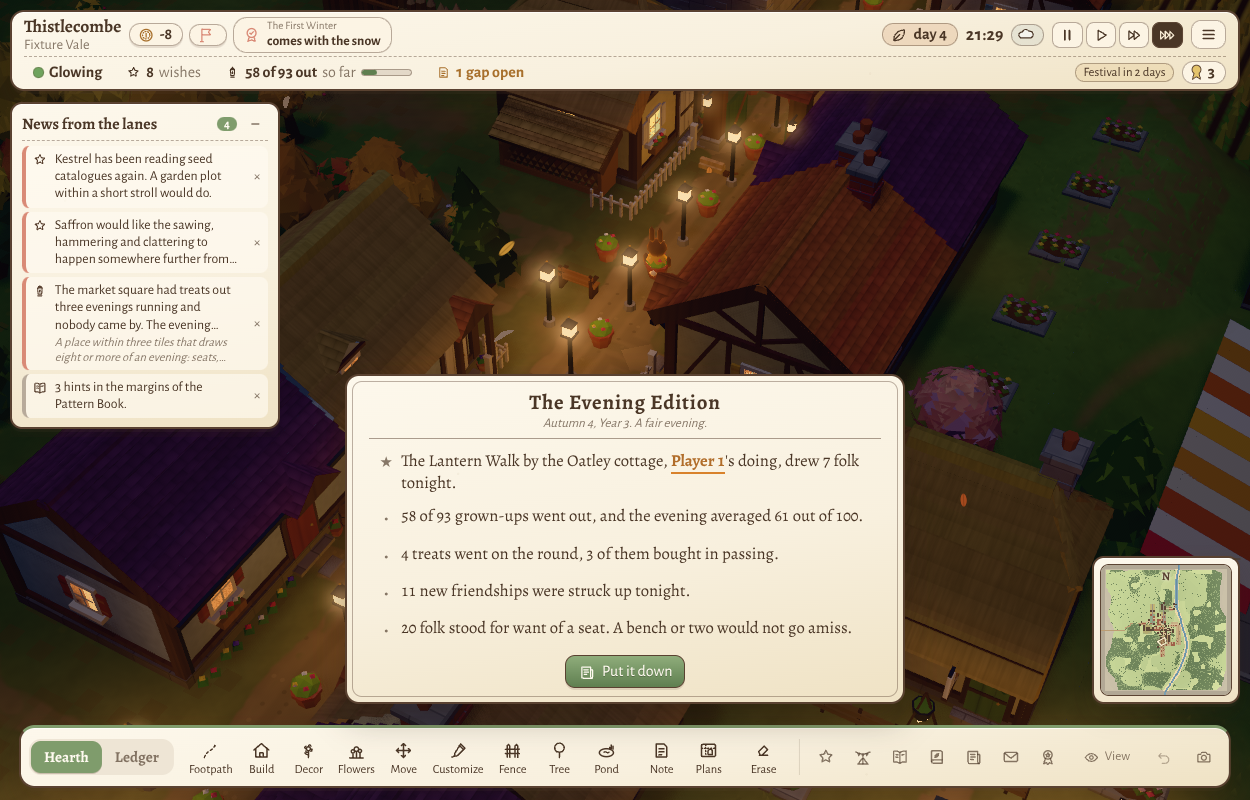 Thistlecombe
Fixture Vale
-8
The First Winter
comes with the snow
day 4
21:29
Glowing
8 wishes
58 of 93 out so far
1 gap open
Festival in 2 days
3
News from the lanes
4
Kestrel has been reading seed
catalogues again. A garden plot
within a short stroll would do.
Saffron would like the sawing,
hammering and clattering to
happen somewhere further from…
The market square had treats out
three evenings running and
nobody came by. The evening…
A place within three tiles that draws
eight or more of an evening: seats,…
3 hints in the margins of the
Pattern Book.
The Evening Edition
Autumn 4, Year 3. A fair evening.
The Lantern Walk by the Oatley cottage, Player 1's doing, drew 7 folk
tonight.
58 of 93 grown-ups went out, and the evening averaged 61 out of 100.
4 treats went on the round, 3 of them bought in passing.
11 new friendships were struck up tonight.
20 folk stood for want of a seat. A bench or two would not go amiss.
Put it down
N
Hearth
Ledger
Footpath
Build
Decor
Flowers
Move
Customize
Fence
Tree
Pond
Note
Plans
Erase
View